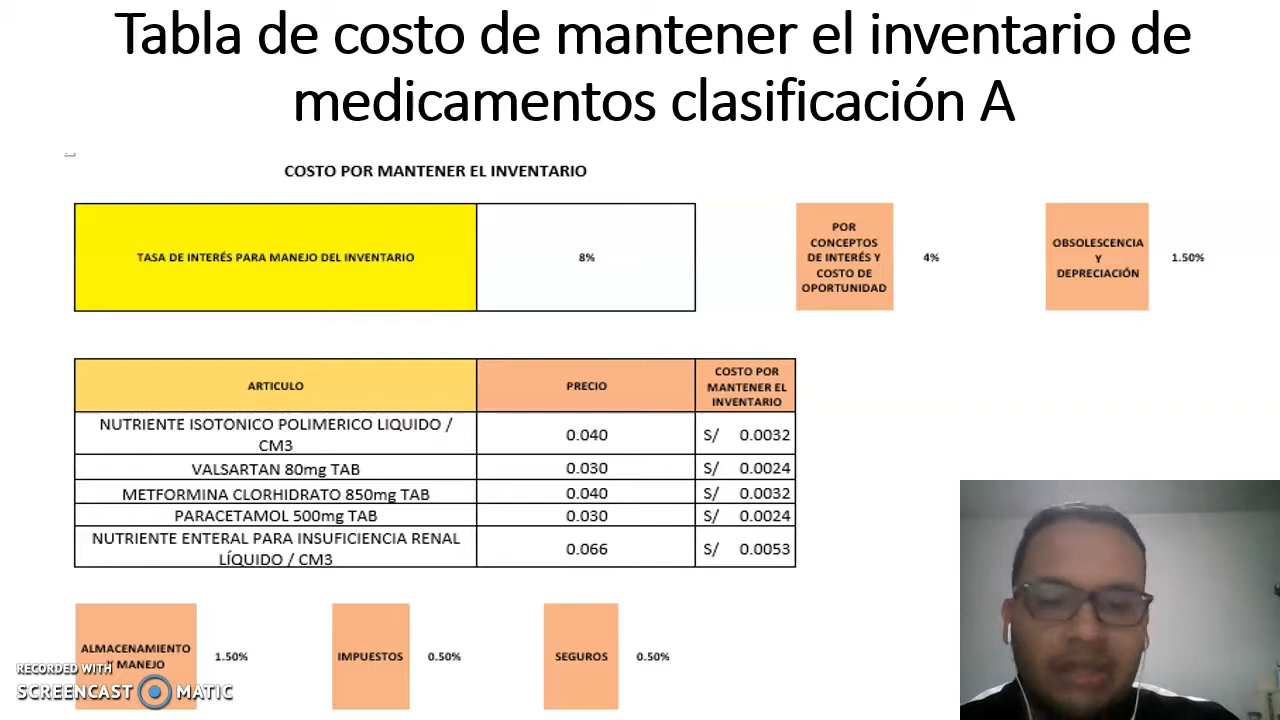 Tabla de costo de mantener el inventario de
medicamentos clasificación A
COSTO POR MANTENER EL INVENTARIO
TASA DE INTERÉS PARA MANEJO DEL INVENTARIO 8%
POR
CONCEPTOS
DE INTERÉS Y
COSTO DE
OPORTUNIDAD
4%
OBSOLESCENCIA
Y
DEPRECIACIÓN
1.50%
ARTICULO PRECIO COSTO POR
MANTENER EL
INVENTARIO
NUTRIENTE ISOTONICO POLIMERICO LIQUIDO /
CM3
0.040 S/ 0.0032
VALSARTAN 80mg TAB 0.030 S/ 0.0024
METFORMINA CLORHIDRATO 850mg TAB 0.040 S/ 0.0032
PARACETAMOL 500mg TAB 0.030 S/ 0.0024
NUTRIENTE ENTERAL PARA INSUFICIENCIA RENAL
LÍQUIDO / CM3
0.066 S/ 0.0053
ALMACENAMIENTO
Y MANEJO
1.50%
IMPUESTOS 0.50%
SEGUROS 0.50%
RECORDED WITH
SCREENCAST MATIC